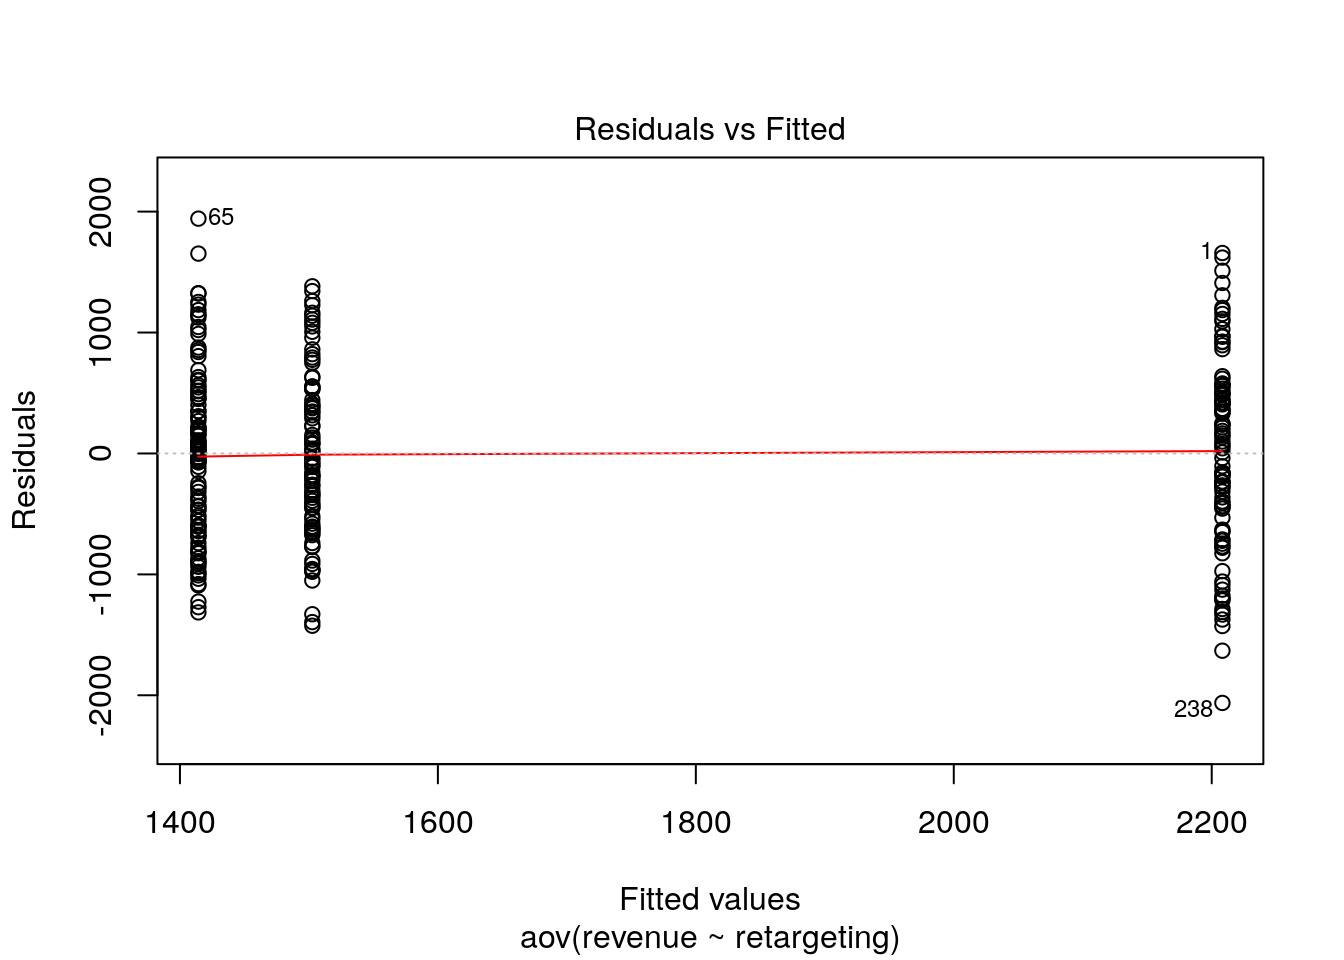 Residuals vs Fitted
Residuals
2000
1000
0
-1000
-2000
65
1
238
1400 1600 1800 2000 2200
Fitted values
aov(revenue ~ retargeting)